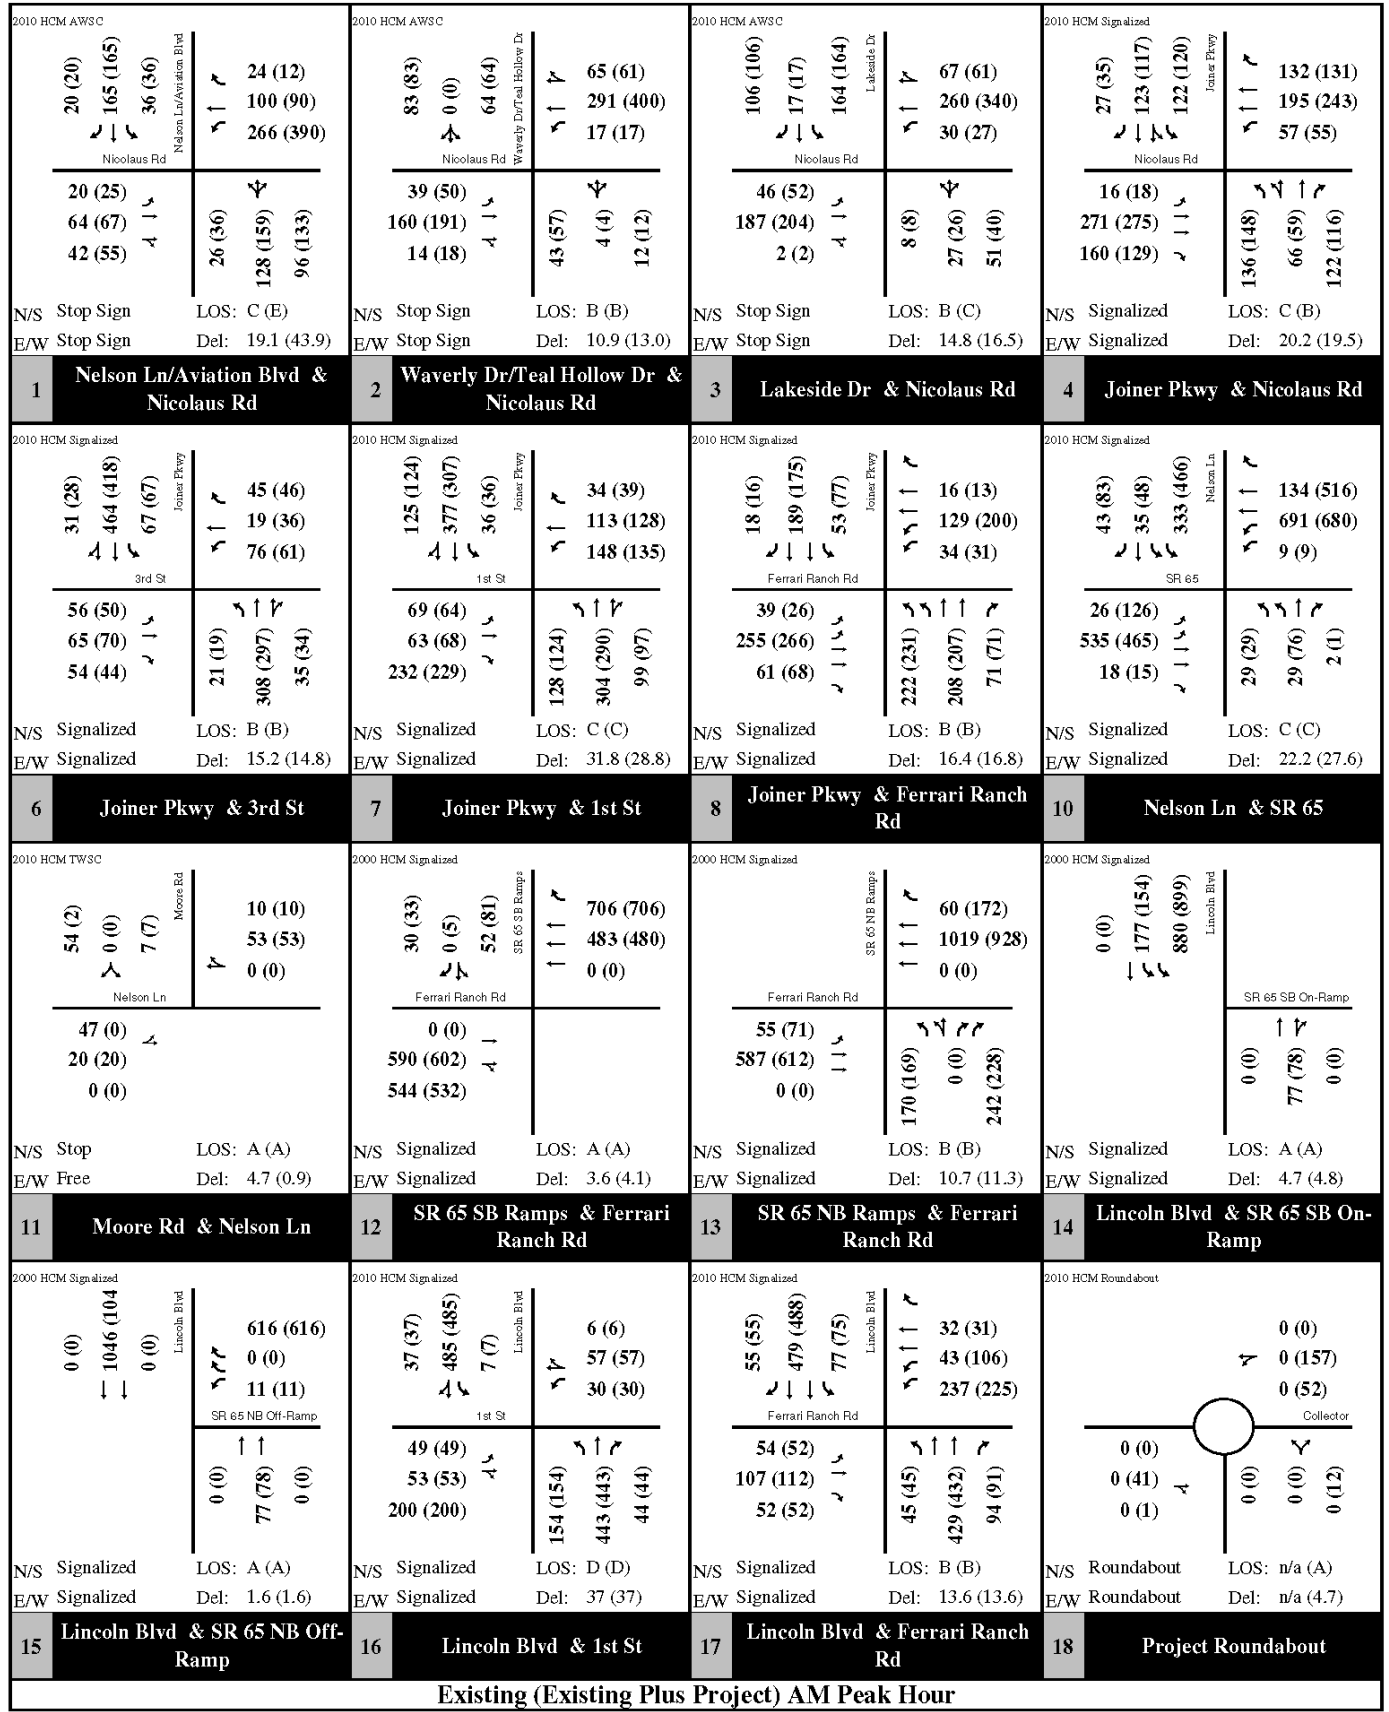 2010 HCM AWSC
20 (20)
165 (165)
36 (36)
Nelson Ln/Aviation Blvd
24 (12)
100 (90)
266 (390)
Nicolaus Rd
20 (25)
64 (67)
42 (55)
26 (36)
128 (159)
96 (133)
N/S Stop Sign LOS: C (E)
E/W Stop Sign Del: 19.1 (43.9)
1 Nelson Ln/Aviation Blvd &
Nicolaus Rd
2010 HCM AWSC
83 (83)
0 (0)
64 (64)
Waverly Dr/Teal Hollow Dr
65 (61)
291 (400)
17 (17)
Nicolaus Rd
39 (50)
160 (191)
14 (18)
43 (57)
4 (4)
12 (12)
N/S Stop Sign LOS: B (B)
E/W Stop Sign Del: 10.9 (13.0)
2 Waverly Dr/Teal Hollow Dr &
Nicolaus Rd
2010 HCM AWSC
106 (106)
17 (17)
164 (164)
Lakeside Dr
67 (61)
260 (340)
30 (27)
Nicolaus Rd
46 (52)
187 (204)
2 (2)
8 (8)
27 (26)
51 (40)
N/S Stop Sign LOS: B (C)
E/W Stop Sign Del: 14.8 (16.5)
3 Lakeside Dr & Nicolaus Rd
2010 HCM Signalized
27 (35)
123 (117)
122 (120)
Joiner Pkwy
132 (131)
195 (243)
57 (55)
Nicolaus Rd
16 (18)
271 (275)
160 (129)
136 (148)
66 (59)
122 (116)
N/S Signalized LOS: C (B)
E/W Signalized Del: 20.2 (19.5)
4 Joiner Pkwy & Nicolaus Rd
2010 HCM Signalized
31 (28)
464 (418)
67 (67)
Joiner Pkwy
45 (46)
19 (36)
76 (61)
3rd St
56 (50)
65 (70)
54 (44)
21 (19)
308 (297)
35 (34)
N/S Signalized LOS: B (B)
E/W Signalized Del: 15.2 (14.8)
6 Joiner Pkwy & 3rd St
2010 HCM Signalized
125 (124)
377 (307)
36 (36)
Joiner Pkwy
34 (39)
113 (128)
148 (135)
1st St
69 (64)
63 (68)
232 (229)
128 (124)
304 (290)
99 (97)
N/S Signalized LOS: C (C)
E/W Signalized Del: 31.8 (28.8)
7 Joiner Pkwy & 1st St
2010 HCM Signalized
18 (16)
189 (175)
53 (77)
Joiner Pkwy
16 (13)
129 (200)
34 (31)
Ferrari Ranch Rd
39 (26)
255 (266)
61 (68)
222 (231)
208 (207)
71 (71)
N/S Signalized LOS: B (B)
E/W Signalized Del: 16.4 (16.8)
8 Joiner Pkwy & Ferrari Ranch
Rd
2010 HCM Signalized
43 (83)
35 (48)
333 (466)
Nelson Ln
134 (516)
691 (680)
9 (9)
SR 65
26 (126)
535 (465)
18 (15)
29 (29)
29 (76)
2 (1)
N/S Signalized LOS: C (C)
E/W Signalized Del: 22.2 (27.6)
10 Nelson Ln & SR 65
2010 HCM TWSC
54 (2)
0 (0)
7 (7)
Moore Rd
10 (10)
53 (53)
0 (0)
Nelson Ln
47 (0)
20 (20)
0 (0)
N/S Stop LOS: A (A)
E/W Free Del: 4.7 (0.9)
11 Moore Rd & Nelson Ln
2000 HCM Signalized
30 (33)
0 (5)
52 (81)
SR 65 SB Ramps
706 (706)
483 (480)
0 (0)
Ferrari Ranch Rd
0 (0)
590 (602)
544 (532)
N/S Signalized LOS: A (A)
E/W Signalized Del: 3.6 (4.1)
12 SR 65 SB Ramps & Ferrari
Ranch Rd
2000 HCM Signalized
SR 65 NB Ramps
60 (172)
1019 (928)
0 (0)
Ferrari Ranch Rd
55 (71)
587 (612)
0 (0)
170 (169)
0 (0)
242 (228)
N/S Signalized LOS: B (B)
E/W Signalized Del: 10.7 (11.3)
13 SR 65 NB Ramps & Ferrari
Ranch Rd
2000 HCM Signalized
0 (0)
177 (154)
880 (899)
Lincoln Blvd
SR 65 SB On-Ramp
0 (0)
77 (78)
0 (0)
N/S Signalized LOS: A (A)
E/W Signalized Del: 4.7 (4.8)
14 Lincoln Blvd & SR 65 SB On-
Ramp
2000 HCM Signalized
0 (0)
1046 (104
0 (0)
Lincoln Blvd
616 (616)
0 (0)
11 (11)
SR 65 NB Off-Ramp
0 (0)
77 (78)
0 (0)
N/S Signalized LOS: A (A)
E/W Signalized Del: 1.6 (1.6)
15 Lincoln Blvd & SR 65 NB Off-
Ramp
2010 HCM Signalized
37 (37)
485 (485)
7 (7)
Lincoln Blvd
6 (6)
57 (57)
30 (30)
1st St
49 (49)
53 (53)
200 (200)
154 (154)
443 (443)
44 (44)
N/S Signalized LOS: D (D)
E/W Signalized Del: 37 (37)
16 Lincoln Blvd & 1st St
2010 HCM Signalized
55 (55)
479 (488)
77 (75)
Lincoln Blvd
32 (31)
43 (106)
237 (225)
Ferrari Ranch Rd
54 (52)
107 (112)
52 (52)
45 (45)
429 (432)
94 (91)
N/S Signalized LOS: B (B)
E/W Signalized Del: 13.6 (13.6)
17 Lincoln Blvd & Ferrari Ranch
Rd
2010 HCM Roundabout
0 (0)
0 (157)
0 (52)
Collector
0 (0)
0 (41)
0 (1)
0 (0)
0 (0)
0 (12)
N/S Roundabout LOS: n/a (A)
E/W Roundabout Del: n/a (4.7)
18 Project Roundabout
Existing (Existing Plus Project) AM Peak Hour